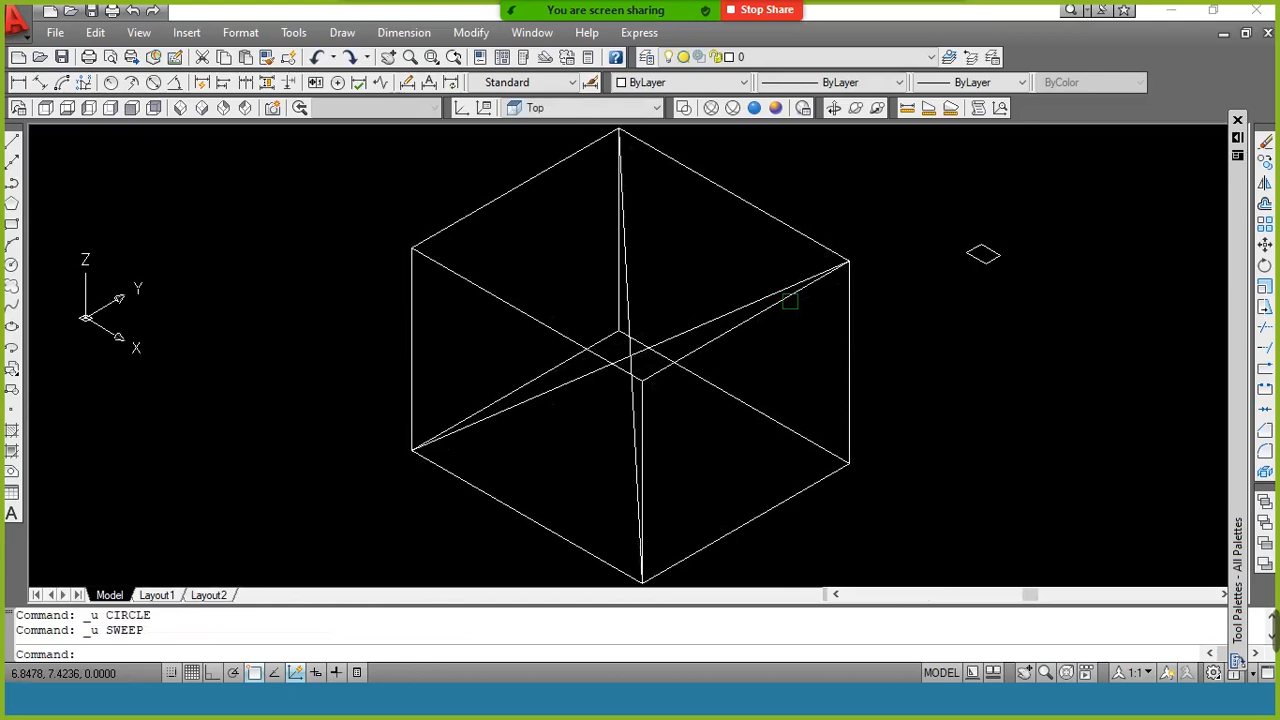 You are screen sharing Stop Share
File Edit View Insert Format Tools Draw Dimension Modify Window Help Express
0
Standard ByLayer ByLayer ByLayer ByColor
Top
Z
Y
X
Model Layout1 Layout2
Command: _u CIRCLE
Command: _u SWEEP
Command:
6.8478, 7.4236, 0.0000 MODEL 1:1
Tool Palettes - All Palettes
A